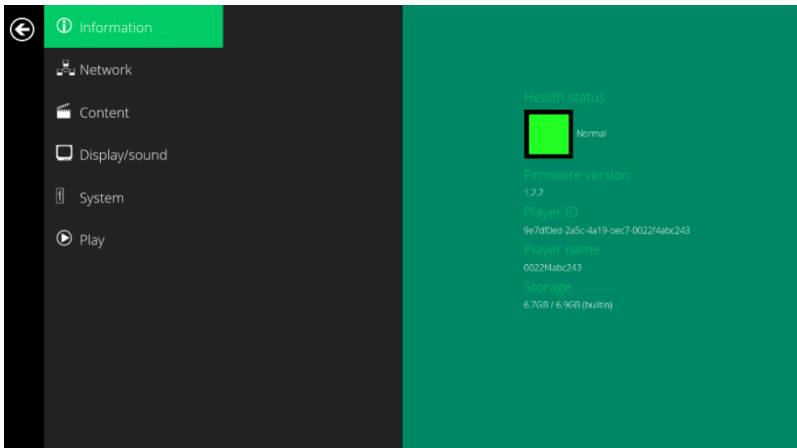 Information
Network
Content
Display/sound
System
Play
Health status
Normal
Firmware version
1.2.2
Player ID
9e7df0ed-2a5c-4a19-bec7-0022f4abc243
Player name
0022f4abc243
Storage
6.7GB / 6.9GB (builtin)